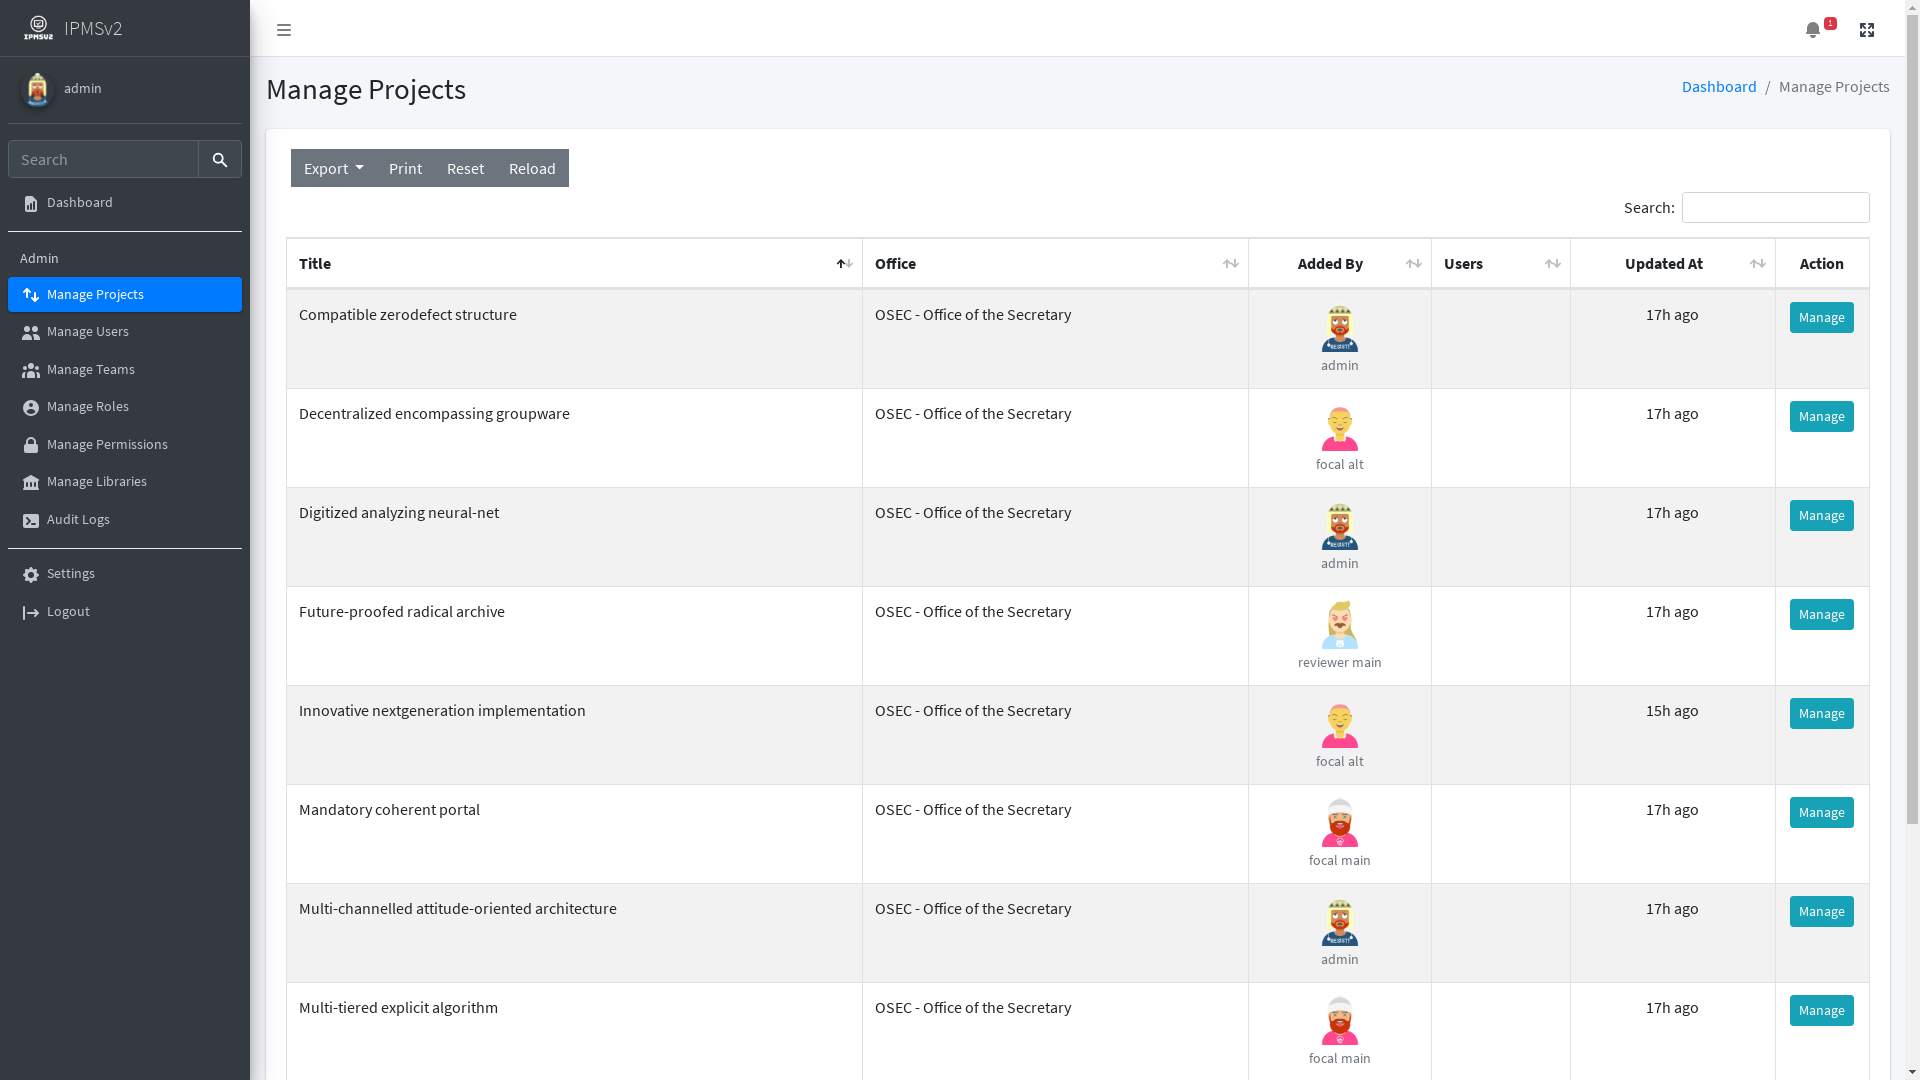 IPMSv2
IPMSV2
admin
Search
Dashboard
Admin
Manage Projects
Manage Users
Manage Teams
Manage Roles
Manage Permissions
Manage Libraries
Audit Logs
Settings
Logout
1
Manage Projects
Dashboard / Manage Projects
Export Print Reset Reload
Search:
Title Office Added By Users Updated At Action
Compatible zerodefect structure OSEC - Office of the Secretary admin 17h ago Manage
Decentralized encompassing groupware OSEC - Office of the Secretary focal alt 17h ago Manage
Digitized analyzing neural-net OSEC - Office of the Secretary admin 17h ago Manage
Future-proofed radical archive OSEC - Office of the Secretary reviewer main 17h ago Manage
Innovative nextgeneration implementation OSEC - Office of the Secretary focal alt 15h ago Manage
Mandatory coherent portal OSEC - Office of the Secretary focal main 17h ago Manage
Multi-channelled attitude-oriented architecture OSEC - Office of the Secretary admin 17h ago Manage
Multi-tiered explicit algorithm OSEC - Office of the Secretary focal main 17h ago Manage